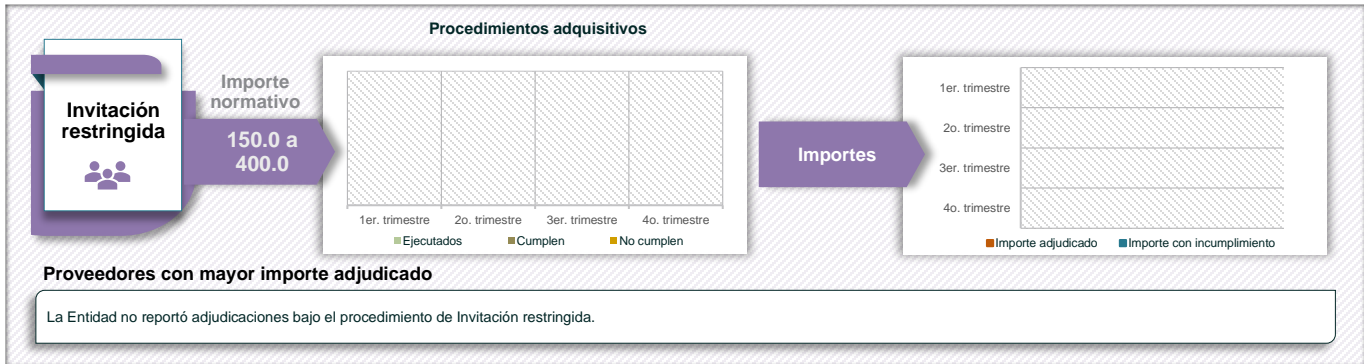 Procedimientos adquisitivos
Invitación
restringida
Importe
normativo
150.0 a
400.0
1er. trimestre
2o. trimestre
3er. trimestre
4o. trimestre
Ejecutados
Cumplen
No cumplen
Importes
1er. trimestre
2o. trimestre
3er. trimestre
4o. trimestre
Importe adjudicado
Importe con incumplimiento
Proveedores con mayor importe adjudicado
La Entidad no reportó adjudicaciones bajo el procedimiento de Invitación restringida.